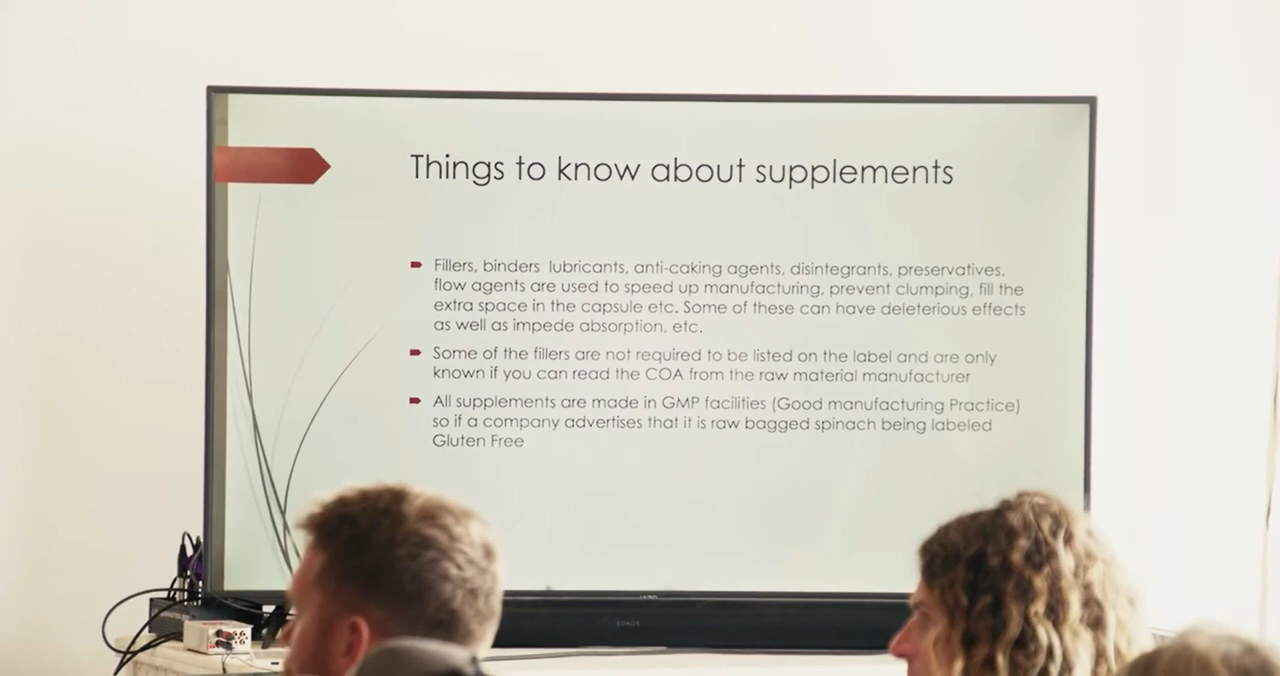 Things to know about supplements
Fillers, binders lubricants, anti-caking agents, disintegrants, preservatives,
flow agents are used to speed up manufacturing, prevent clumping, fill the
extra space in the capsule etc. Some of these can have deleterious effects
as well as impede absorption, etc.
Some of the fillers are not required to be listed on the label and are only
known if you can read the COA from the raw material manufacturer
All supplements are made in GMP facilities (Good manufacturing Practice)
so if a company advertises that it is raw bagged spinach being labeled
Gluten Free
SONOS